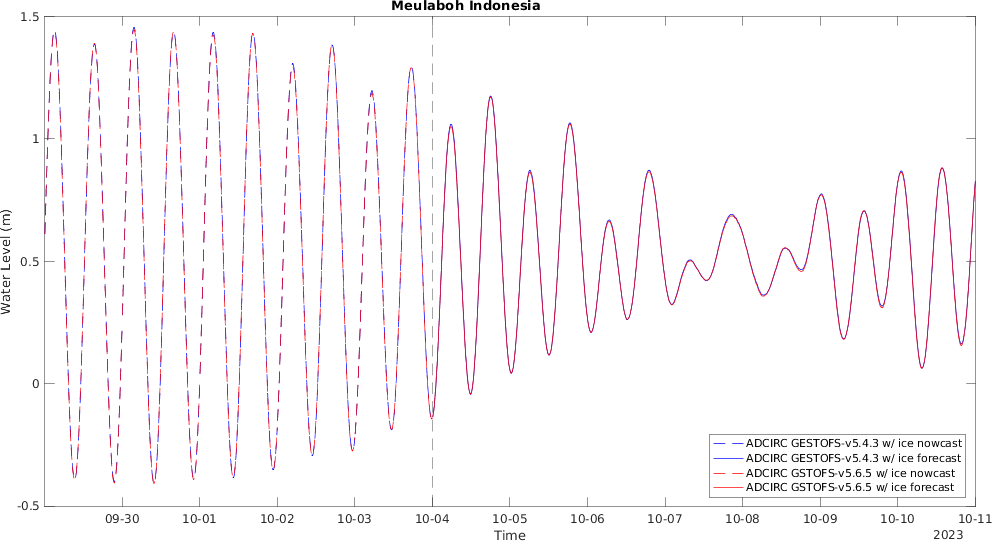 Meulaboh Indonesia
1.5
1
0.5
0
-0.5
Water Level (m)
09-30 10-01 10-02 10-03 10-04 10-05 10-06 10-07 10-08 10-09 10-10 10-11
Time
2023
ADCIRC GESTOFS-v5.4.3 w/ ice nowcast
ADCIRC GESTOFS-v5.4.3 w/ ice forecast
ADCIRC GSTOFS-v5.6.5 w/ ice nowcast
ADCIRC GSTOFS-v5.6.5 w/ ice forecast